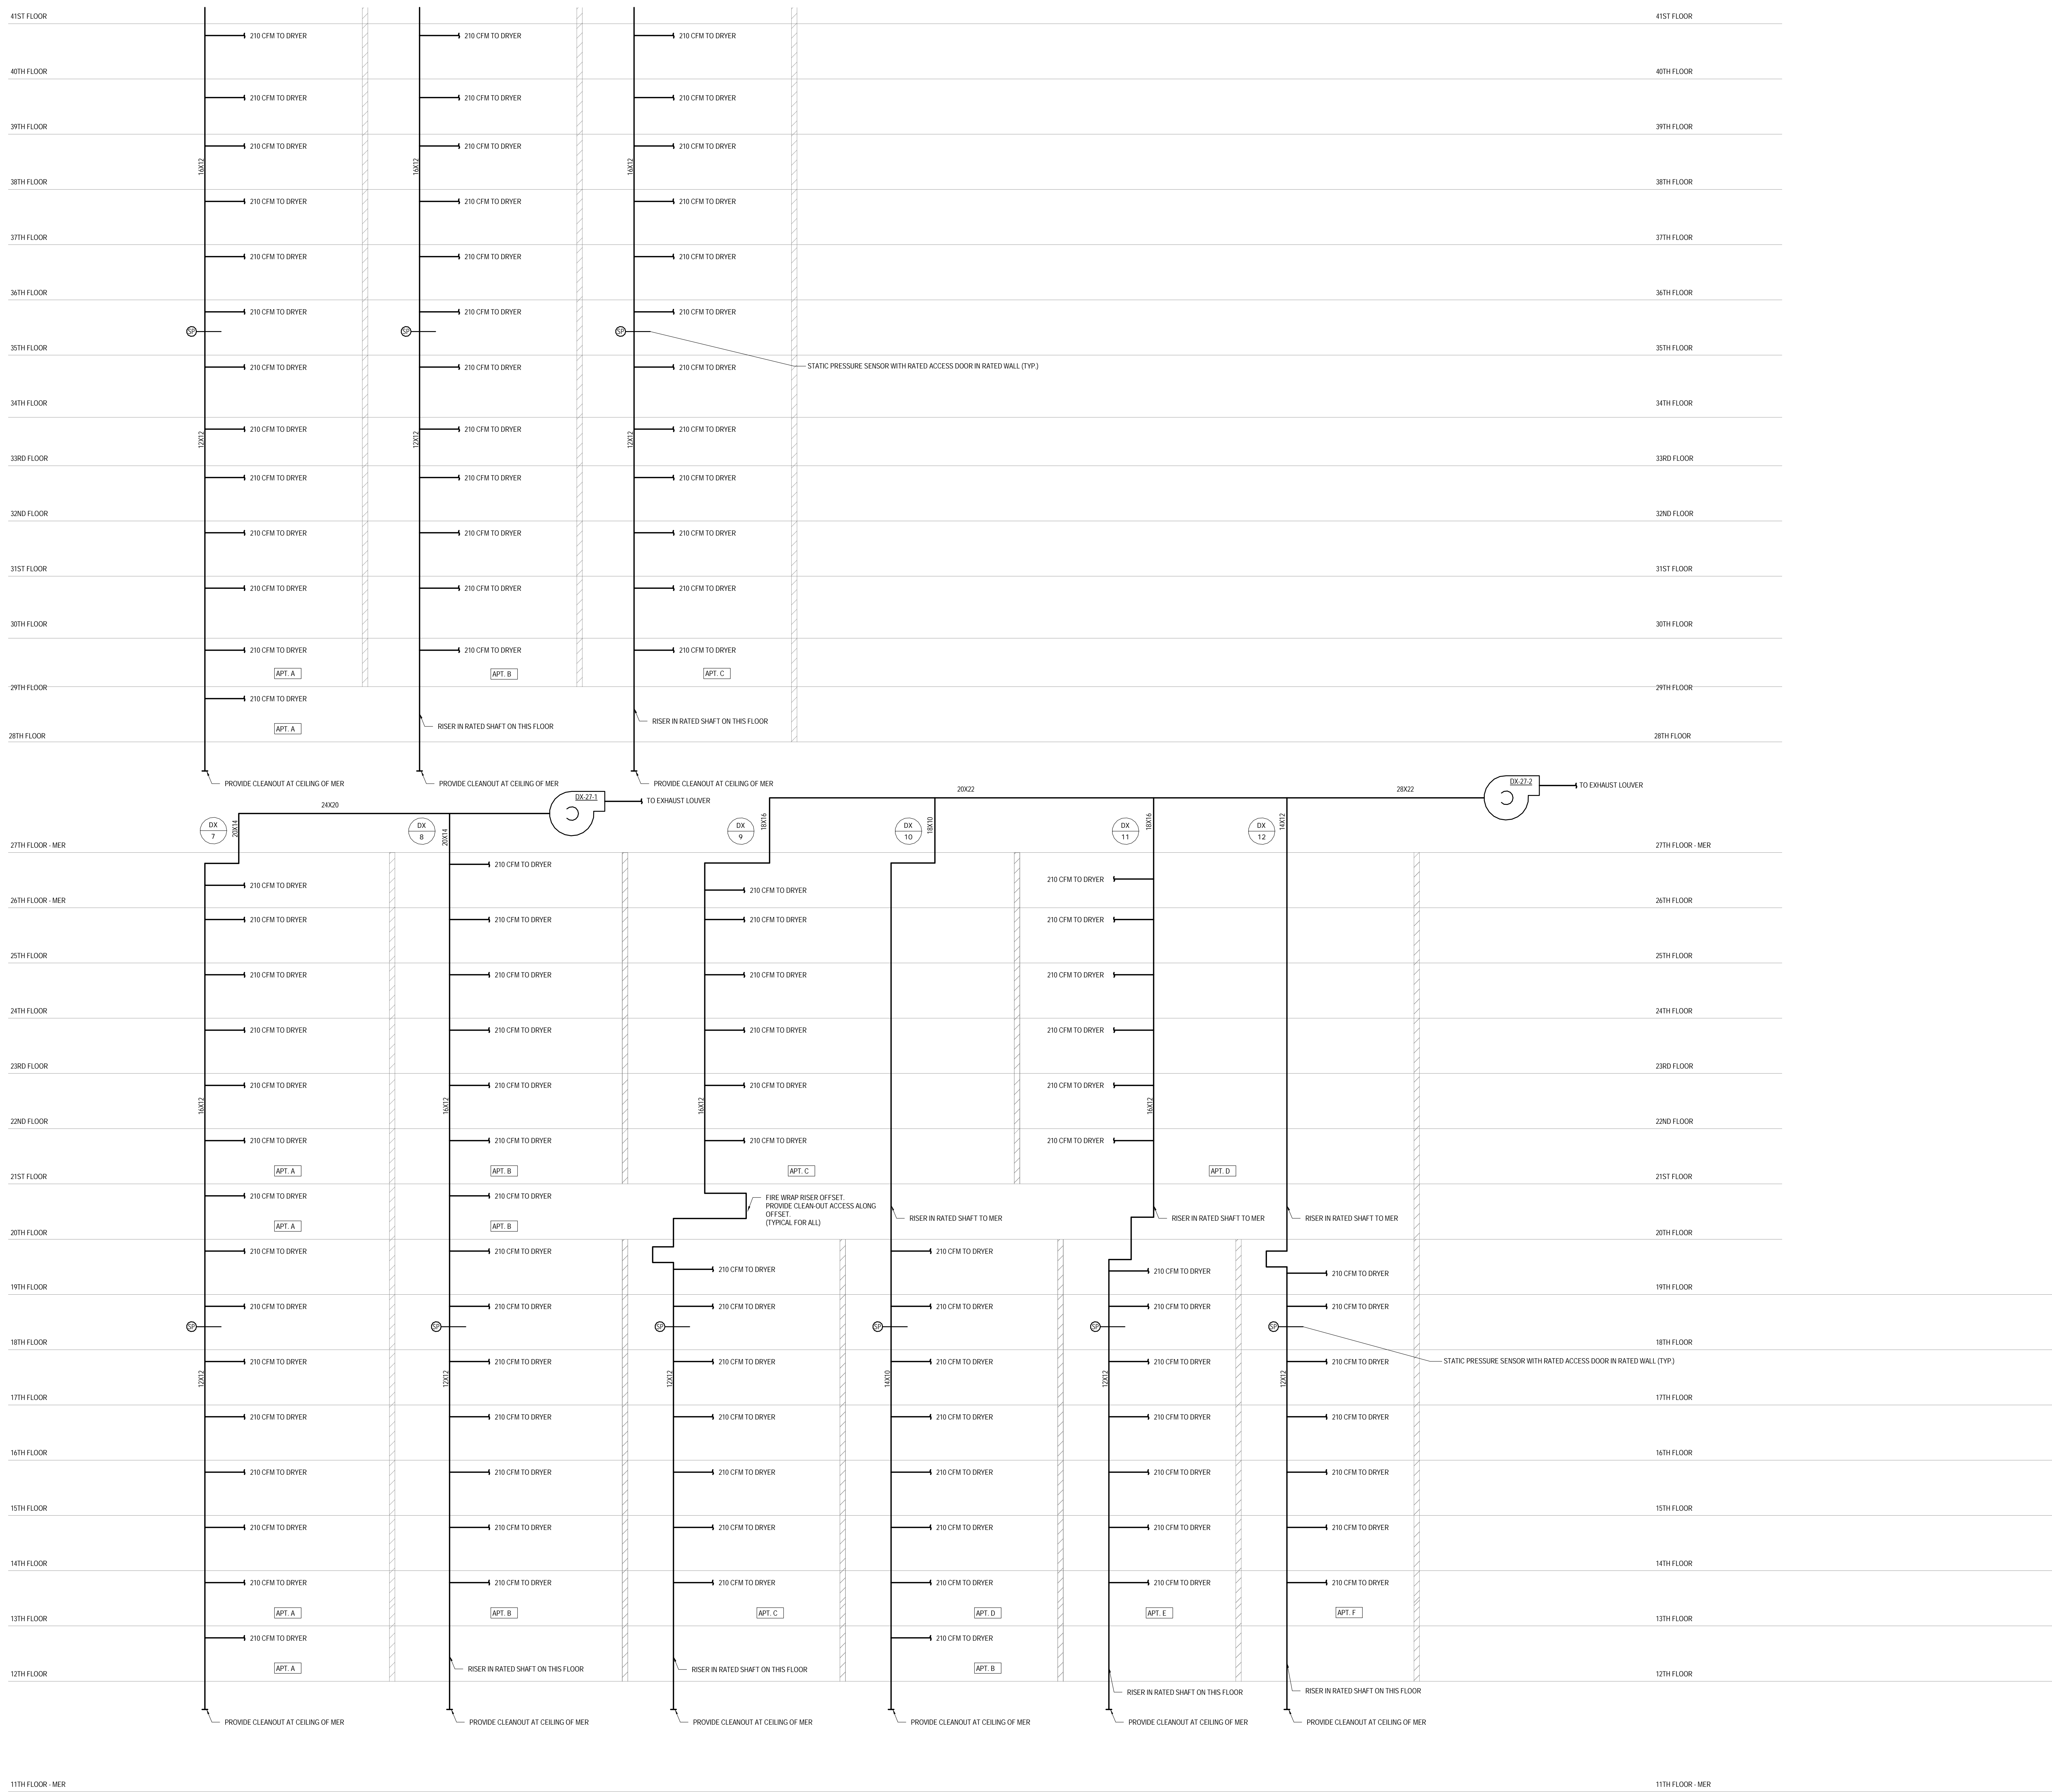 41ST FLOOR 41ST FLOOR
210 CFM TO DRYER 210 CFM TO DRYER 210 CFM TO DRYER
40TH FLOOR 40TH FLOOR
210 CFM TO DRYER 210 CFM TO DRYER 210 CFM TO DRYER
39TH FLOOR 39TH FLOOR
210 CFM TO DRYER 210 CFM TO DRYER 210 CFM TO DRYER
16X12 16X12 16X12
38TH FLOOR 38TH FLOOR
210 CFM TO DRYER 210 CFM TO DRYER 210 CFM TO DRYER
37TH FLOOR 37TH FLOOR
210 CFM TO DRYER 210 CFM TO DRYER 210 CFM TO DRYER
36TH FLOOR 36TH FLOOR
210 CFM TO DRYER 210 CFM TO DRYER 210 CFM TO DRYER
SP SP SP
35TH FLOOR 35TH FLOOR
210 CFM TO DRYER 210 CFM TO DRYER 210 CFM TO DRYER STATIC PRESSURE SENSOR WITH RATED ACCESS DOOR IN RATED WALL (TYP.)
34TH FLOOR 34TH FLOOR
210 CFM TO DRYER 210 CFM TO DRYER 210 CFM TO DRYER
12X12 12X12 12X12
33RD FLOOR 33RD FLOOR
210 CFM TO DRYER 210 CFM TO DRYER 210 CFM TO DRYER
32ND FLOOR 32ND FLOOR
210 CFM TO DRYER 210 CFM TO DRYER 210 CFM TO DRYER
31ST FLOOR 31ST FLOOR
210 CFM TO DRYER 210 CFM TO DRYER 210 CFM TO DRYER
30TH FLOOR 30TH FLOOR
210 CFM TO DRYER 210 CFM TO DRYER 210 CFM TO DRYER
APT. A APT. B APT. C
29TH FLOOR 29TH FLOOR
210 CFM TO DRYER
APT. A RISER IN RATED SHAFT ON THIS FLOOR RISER IN RATED SHAFT ON THIS FLOOR
28TH FLOOR 28TH FLOOR
PROVIDE CLEANOUT AT CEILING OF MER PROVIDE CLEANOUT AT CEILING OF MER PROVIDE CLEANOUT AT CEILING OF MER
DX-27-2 TO EXHAUST LOUVER
20X22 28X22
DX-27-1 TO EXHAUST LOUVER
24X20
DX 7 20X14 DX 8 20X14 DX 9 18X16 DX 10 18X10 DX 11 18X16 DX 12 14X12
27TH FLOOR - MER 27TH FLOOR - MER
210 CFM TO DRYER 210 CFM TO DRYER 210 CFM TO DRYER 210 CFM TO DRYER
26TH FLOOR - MER 26TH FLOOR
210 CFM TO DRYER 210 CFM TO DRYER 210 CFM TO DRYER 210 CFM TO DRYER
25TH FLOOR 25TH FLOOR
210 CFM TO DRYER 210 CFM TO DRYER 210 CFM TO DRYER 210 CFM TO DRYER
24TH FLOOR 24TH FLOOR
210 CFM TO DRYER 210 CFM TO DRYER 210 CFM TO DRYER 210 CFM TO DRYER
23RD FLOOR 23RD FLOOR
210 CFM TO DRYER 210 CFM TO DRYER 210 CFM TO DRYER 210 CFM TO DRYER
16X12 16X12 16X12 16X12
22ND FLOOR 22ND FLOOR
210 CFM TO DRYER 210 CFM TO DRYER 210 CFM TO DRYER 210 CFM TO DRYER
APT. A APT. B APT. C APT. D
21ST FLOOR 21ST FLOOR
210 CFM TO DRYER 210 CFM TO DRYER
FIRE WRAP RISER OFFSET.
PROVIDE CLEAN-OUT ACCESS ALONG
OFFSET.
(TYPICAL FOR ALL)
APT. A APT. B RISER IN RATED SHAFT TO MER RISER IN RATED SHAFT TO MER RISER IN RATED SHAFT TO MER
20TH FLOOR 20TH FLOOR
210 CFM TO DRYER 210 CFM TO DRYER 210 CFM TO DRYER 210 CFM TO DRYER 210 CFM TO DRYER 210 CFM TO DRYER
19TH FLOOR 19TH FLOOR
210 CFM TO DRYER 210 CFM TO DRYER 210 CFM TO DRYER 210 CFM TO DRYER 210 CFM TO DRYER 210 CFM TO DRYER
SP SP SP SP SP SP
18TH FLOOR 18TH FLOOR
210 CFM TO DRYER 210 CFM TO DRYER 210 CFM TO DRYER 210 CFM TO DRYER 210 CFM TO DRYER 210 CFM TO DRYER STATIC PRESSURE SENSOR WITH RATED ACCESS DOOR IN RATED WALL (TYP.)
12X12 12X12 12X12 14X10 12X12 12X12
17TH FLOOR 17TH FLOOR
210 CFM TO DRYER 210 CFM TO DRYER 210 CFM TO DRYER 210 CFM TO DRYER 210 CFM TO DRYER 210 CFM TO DRYER
16TH FLOOR 16TH FLOOR
210 CFM TO DRYER 210 CFM TO DRYER 210 CFM TO DRYER 210 CFM TO DRYER 210 CFM TO DRYER 210 CFM TO DRYER
15TH FLOOR 15TH FLOOR
210 CFM TO DRYER 210 CFM TO DRYER 210 CFM TO DRYER 210 CFM TO DRYER 210 CFM TO DRYER 210 CFM TO DRYER
14TH FLOOR 14TH FLOOR
210 CFM TO DRYER 210 CFM TO DRYER 210 CFM TO DRYER 210 CFM TO DRYER 210 CFM TO DRYER 210 CFM TO DRYER
APT. A APT. B APT. C APT. D APT. E APT. F
13TH FLOOR 13TH FLOOR
210 CFM TO DRYER 210 CFM TO DRYER
APT. A RISER IN RATED SHAFT ON THIS FLOOR RISER IN RATED SHAFT ON THIS FLOOR APT. B
12TH FLOOR 12TH FLOOR
RISER IN RATED SHAFT ON THIS FLOOR RISER IN RATED SHAFT ON THIS FLOOR
PROVIDE CLEANOUT AT CEILING OF MER PROVIDE CLEANOUT AT CEILING OF MER PROVIDE CLEANOUT AT CEILING OF MER PROVIDE CLEANOUT AT CEILING OF MER PROVIDE CLEANOUT AT CEILING OF MER PROVIDE CLEANOUT AT CEILING OF MER
11TH FLOOR - MER 11TH FLOOR - MER